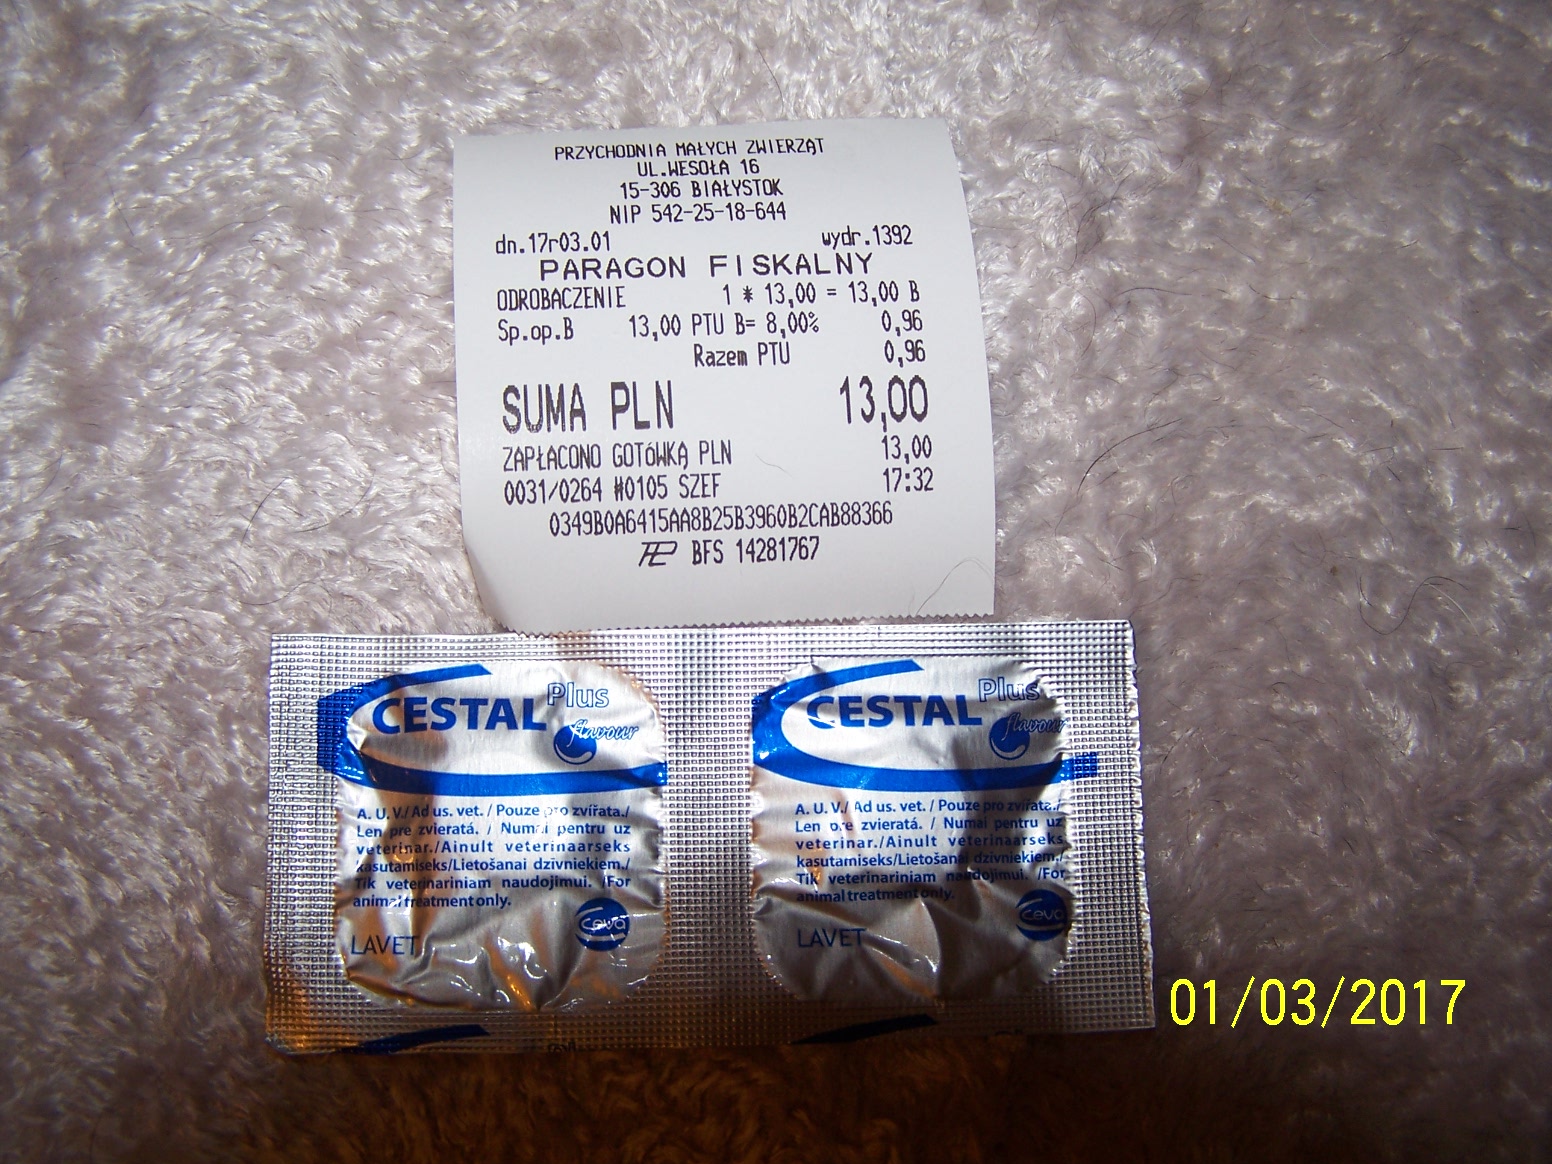 PRZYCHODNIA MAŁYCH ZWIERZĄT
UL.WESOŁA 16
15-306 BIAŁYSTOK
NIP 542-25-18-644
dn.17r03.01 wydr.1392
PARAGON FISKALNY
ODROBACZENIE 1 * 13,00 = 13,00 B
Sp.op.B 13,00 PTU B= 8,00% 0,96
Razem PTU 0,96
SUMA PLN 13,00
ZAPŁACONO GOTÓWKĄ PLN 13,00
0031/0264 #0105 SZEF 17:32
0349B0A6415AA8B25B3960B2CAB88366
BFS 14281767
CESTAL Plus
flavour
A. U. V./ Ad us. vet. / Pouze pro zvířata./
Len pre zvieratá. / Numai pentru uz
veterinar./Ainult veterinaarseks
kasutamiseks/Lietošanai dzīvniekiem./
Tik veterinariniam naudojimui. /For
animal treatment only.
ceva
LAVET
CESTAL Plus
flavour
A. U. V./ Ad us. vet. / Pouze pro zvířata./
Len pre zvieratá. / Numai pentru uz
veterinar./Ainult veterinaarseks
kasutamiseks/Lietošanai dzīvniekiem./
Tik veterinariniam naudojimui. /For
animal treatment only.
ceva
LAVET
01/03/2017